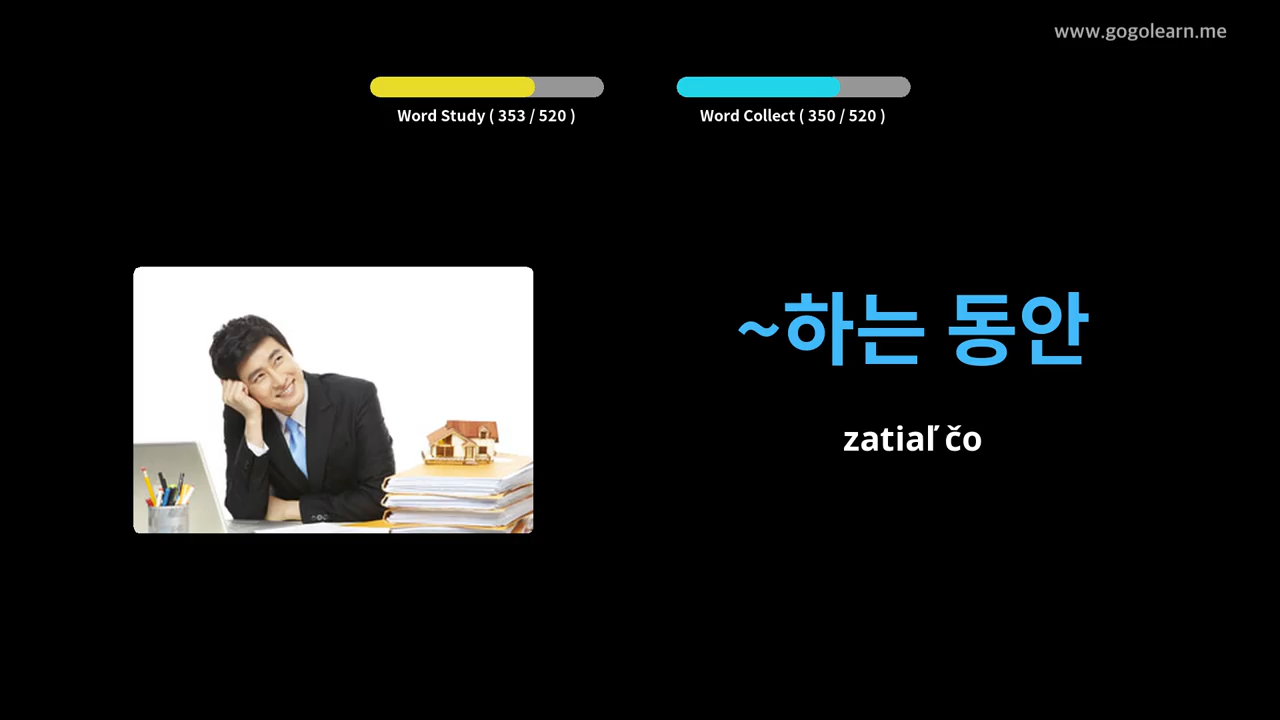 www.gogolearn.me
Word Study ( 353 / 520 )
Word Collect ( 350 / 520 )
~하는 동안
zatiaľ čo